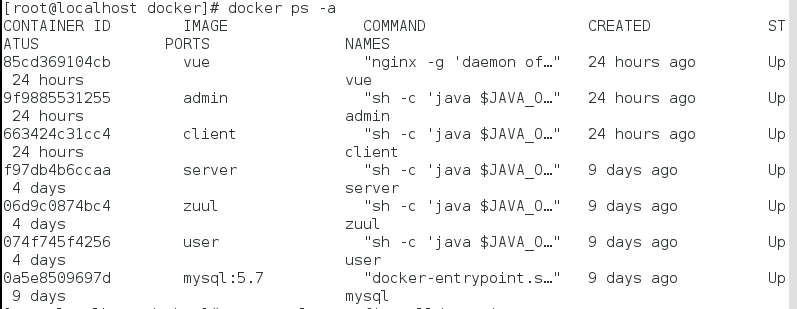 [root@localhost docker]# docker ps -a
CONTAINER ID        IMAGE               COMMAND                  CREATED             ST
ATUS              PORTS               NAMES
85cd369104cb        vue                 "nginx -g 'daemon of…"   24 hours ago        Up
 24 hours                             vue
9f9885531255        admin               "sh -c 'java $JAVA_O…"   24 hours ago        Up
 24 hours                             admin
663424c31cc4        client              "sh -c 'java $JAVA_O…"   24 hours ago        Up
 24 hours                             client
f97db4b6ccaa        server              "sh -c 'java $JAVA_O…"   9 days ago          Up
 4 days                               server
06d9c0874bc4        zuul                "sh -c 'java $JAVA_O…"   9 days ago          Up
 4 days                               zuul
074f745f4256        user                "sh -c 'java $JAVA_O…"   9 days ago          Up
 4 days                               user
0a5e8509697d        mysql:5.7           "docker-entrypoint.s…"   9 days ago          Up
 9 days                               mysql